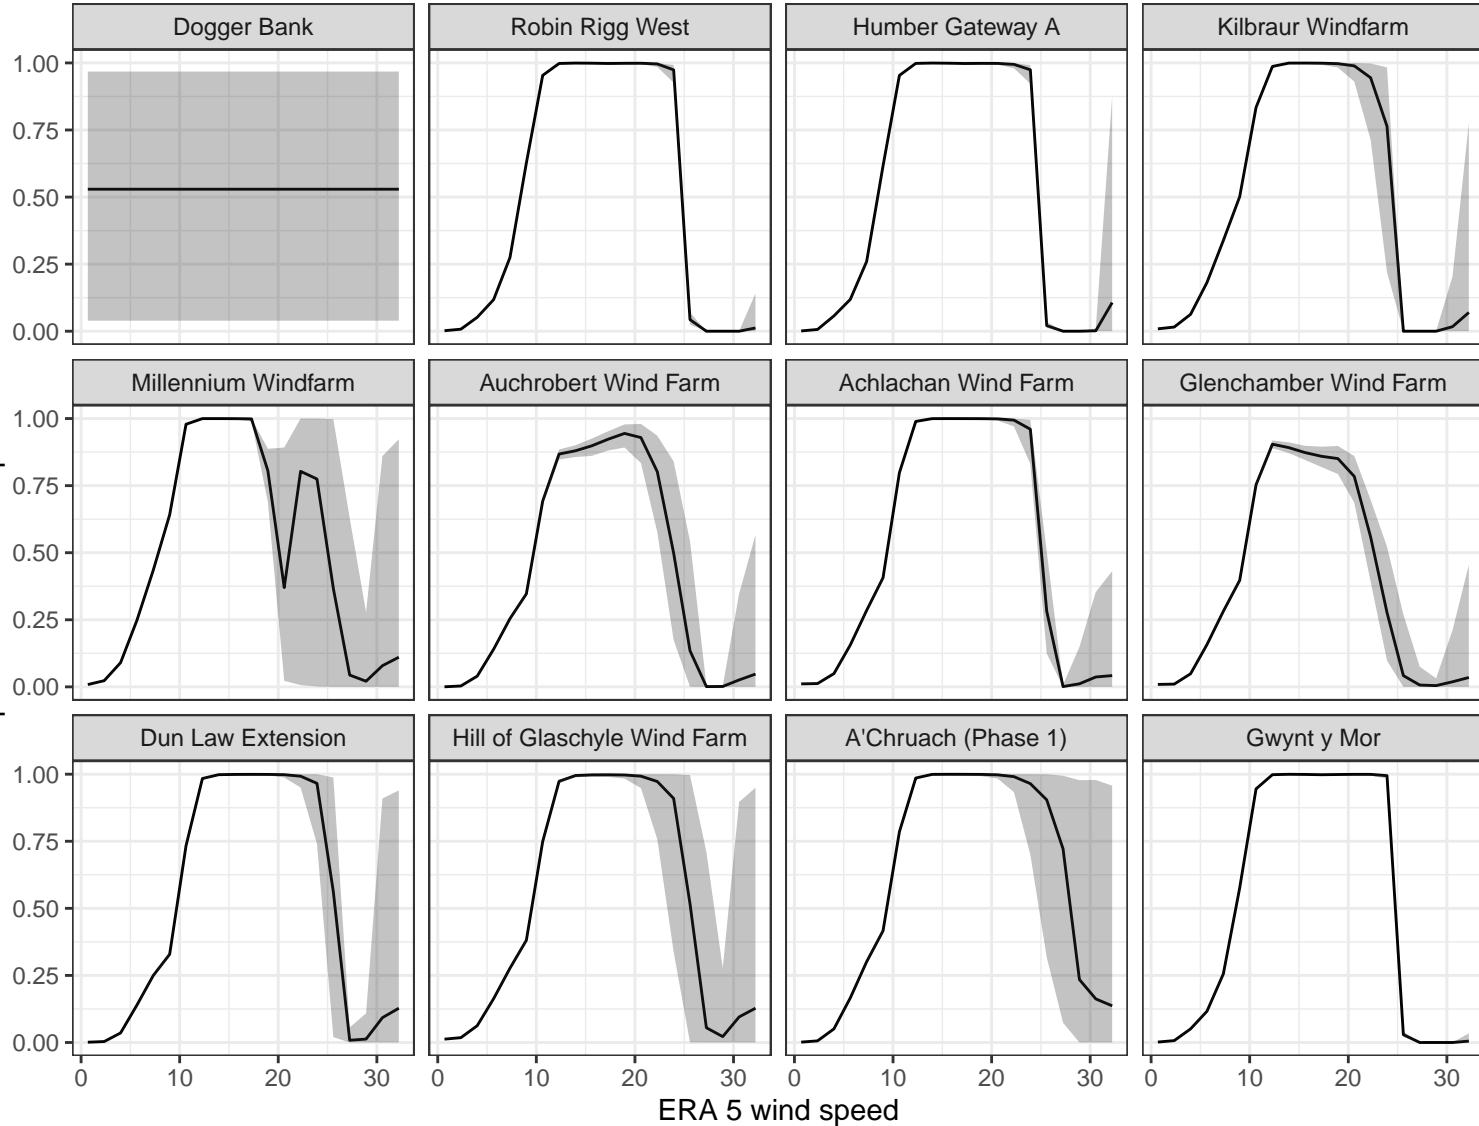 Dogger Bank
Robin Rigg West
Humber Gateway A
Kilbraur Windfarm
1.00
0.75
0.50
0.25
0.00
Millennium Windfarm
Auchrobert Wind Farm
Achlachan Wind Farm
Glenchamber Wind Farm
1.00
0.75
0.50
0.25
0.00
Dun Law Extension
Hill of Glaschyle Wind Farm
A'Chruach (Phase 1)
Gwynt y Mor
1.00
0.75
0.50
0.25
0.00
0 10 20 30
0 10 20 30
0 10 20 30
0 10 20 30
ERA 5 wind speed